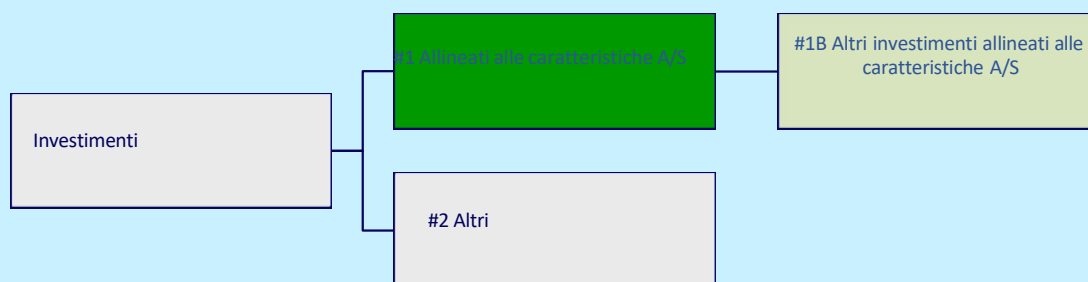 #1 Allineati alle caratteristiche A/S
#1B Altri investimenti allineati alle
caratteristiche A/S
Investimenti
#2 Altri